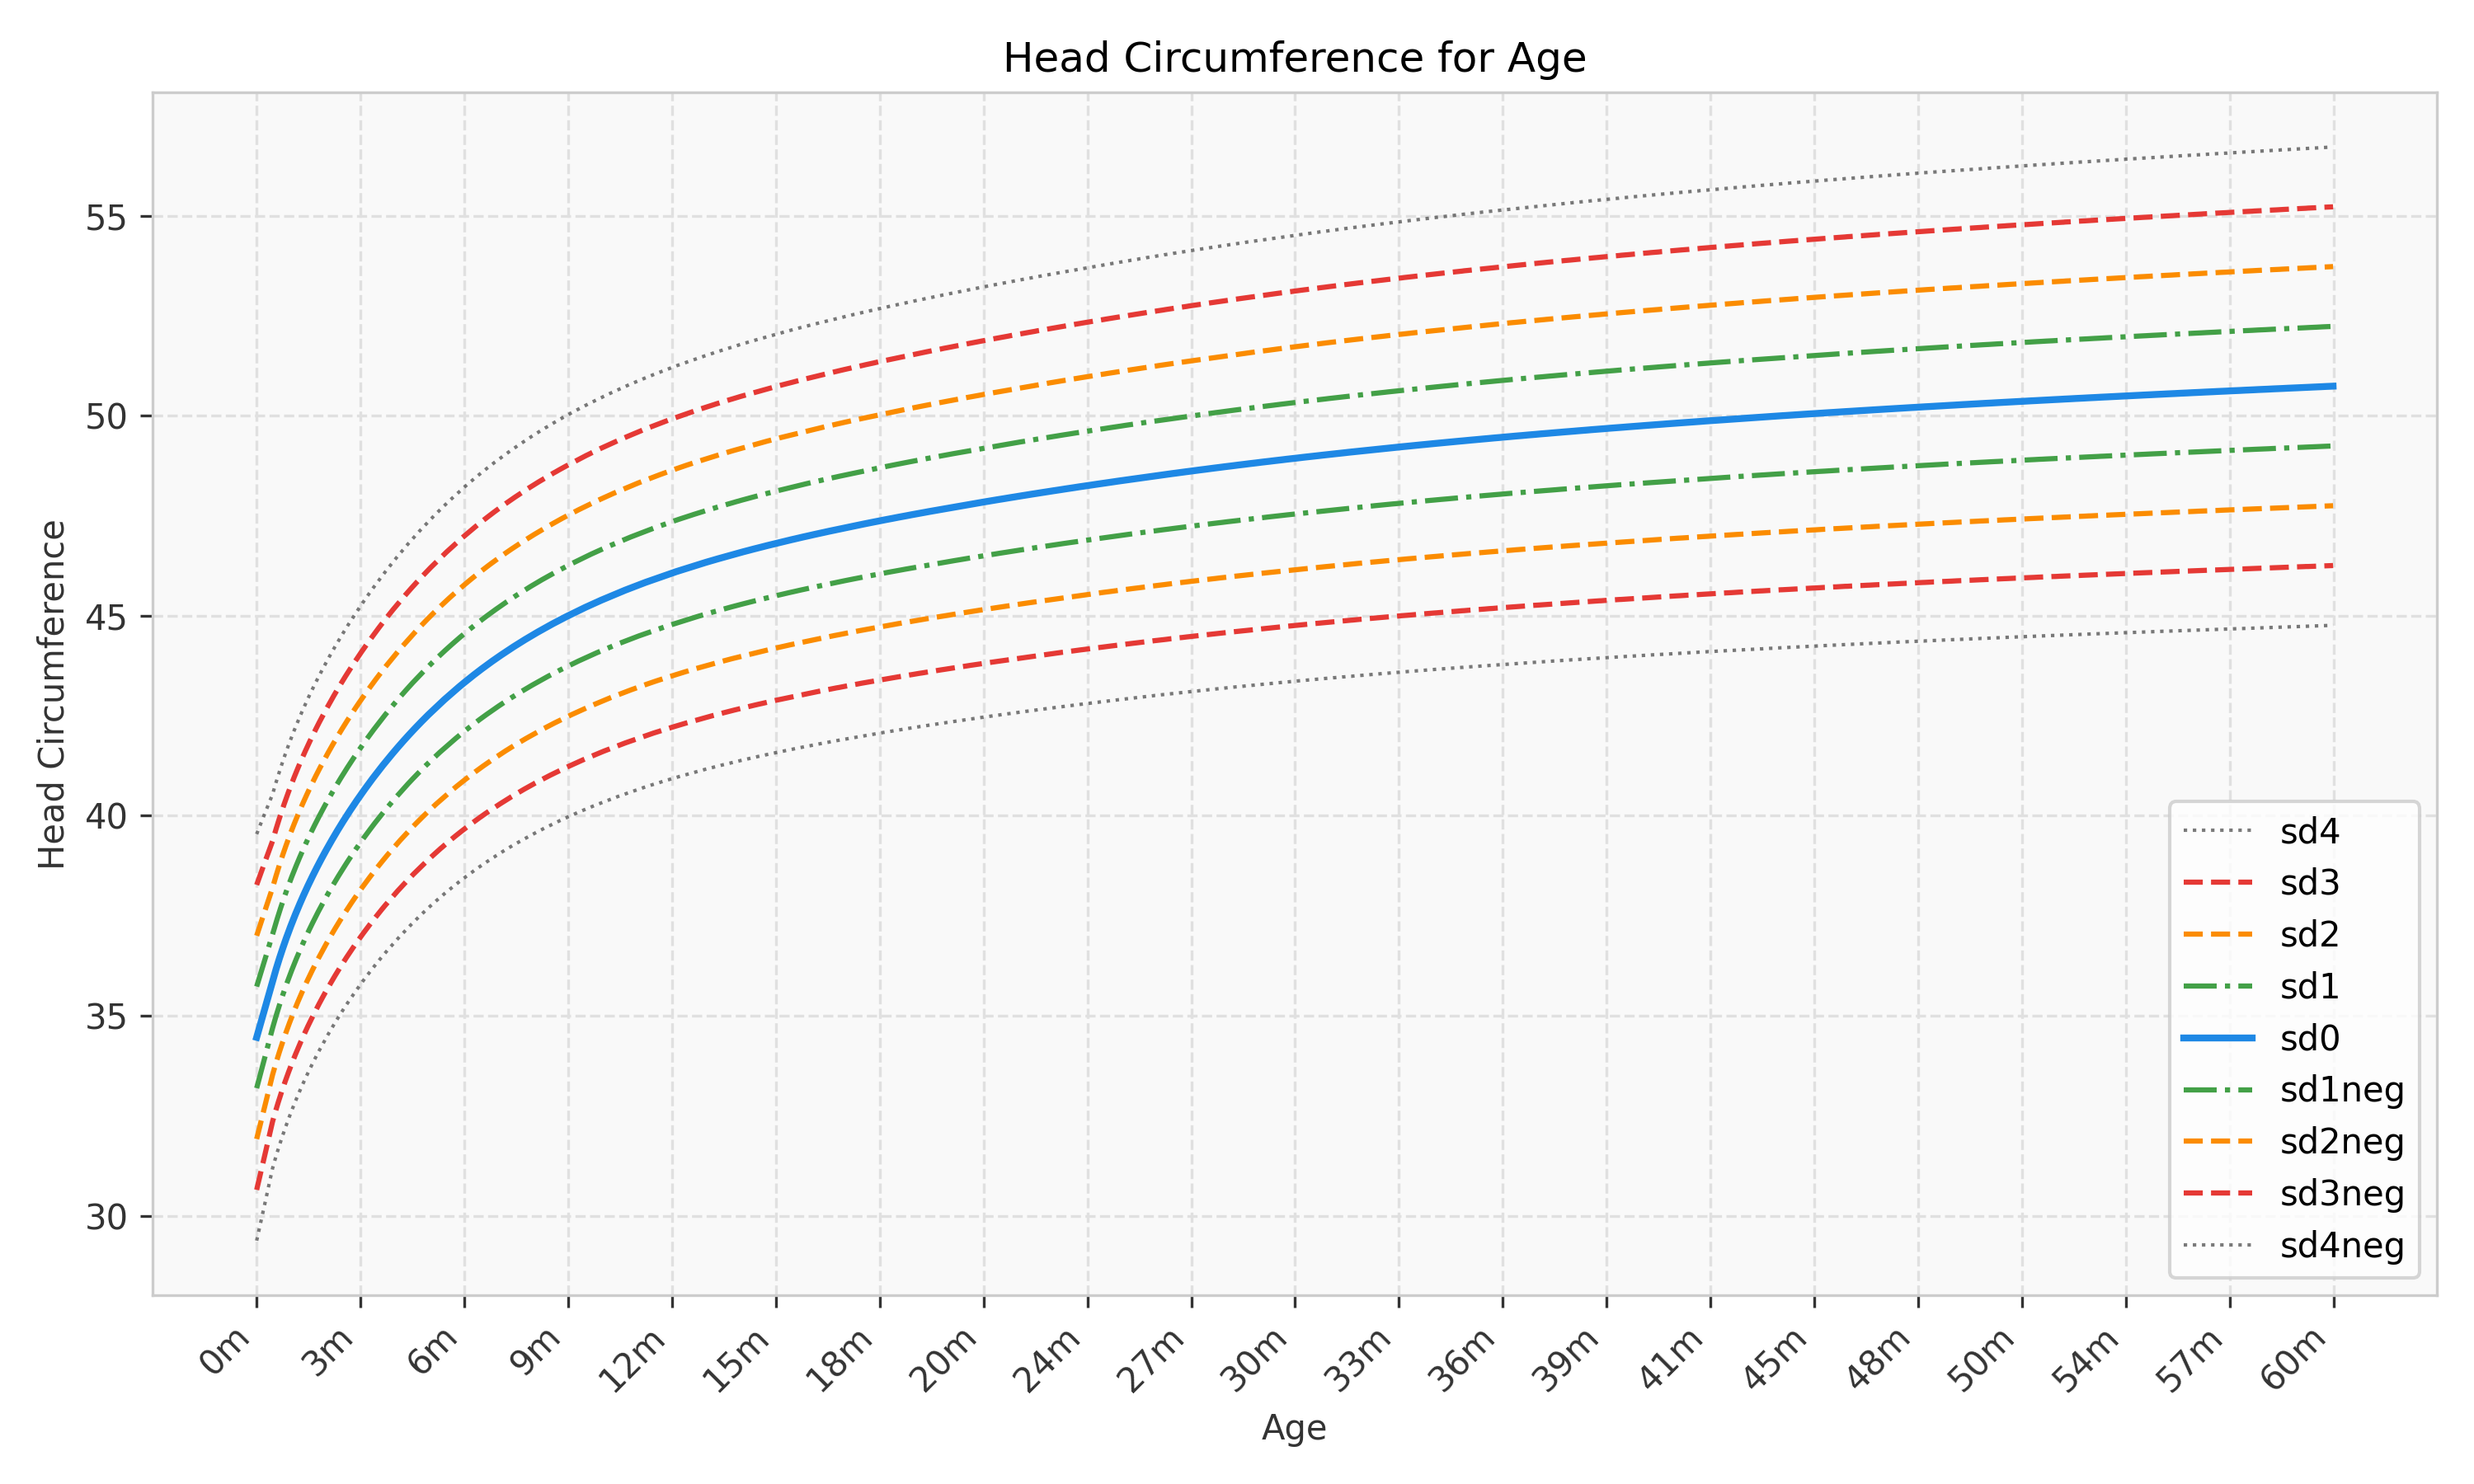 Head Circumference for Age
Head Circumference
55
50
45
40
35
30
0m
3m
6m
9m
12m
15m
18m
20m
24m
27m
30m
33m
36m
39m
41m
45m
48m
50m
54m
57m
60m
Age
sd4
sd3
sd2
sd1
sd0
sd1neg
sd2neg
sd3neg
sd4neg